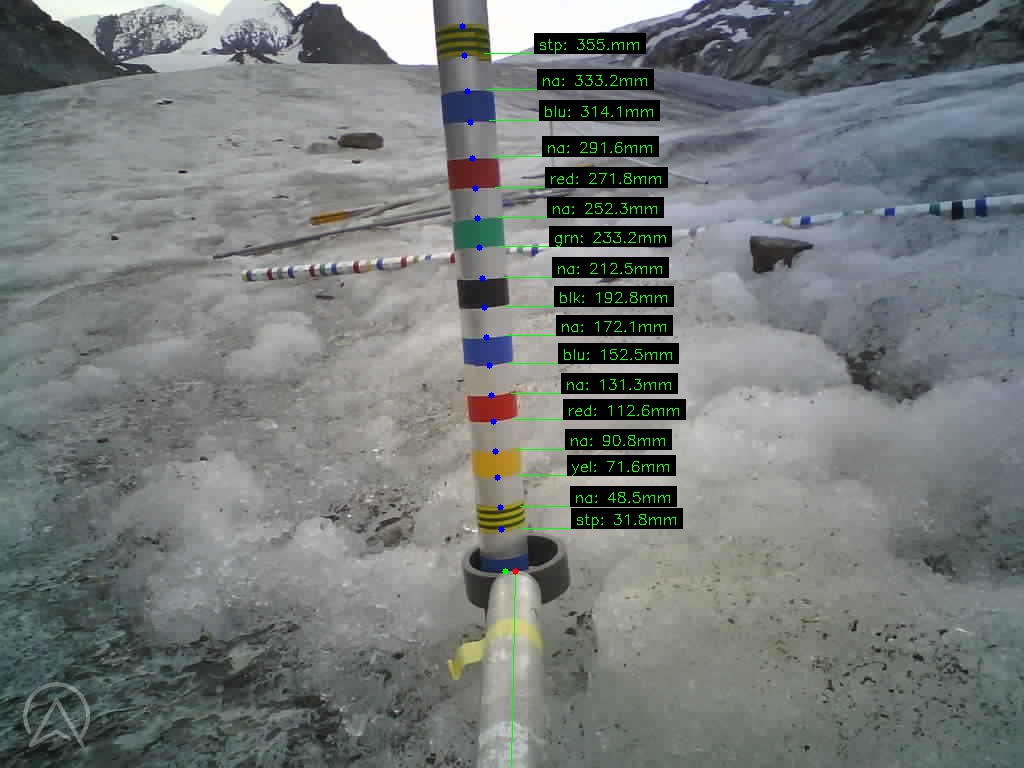 stp: 355.mm
na: 333.2mm
blu: 314.1mm
na: 291.6mm
red: 271.8mm
na: 252.3mm
grn: 233.2mm
na: 212.5mm
blk: 192.8mm
na: 172.1mm
blu: 152.5mm
na: 131.3mm
red: 112.6mm
na: 90.8mm
yel: 71.6mm
na: 48.5mm
stp: 31.8mm